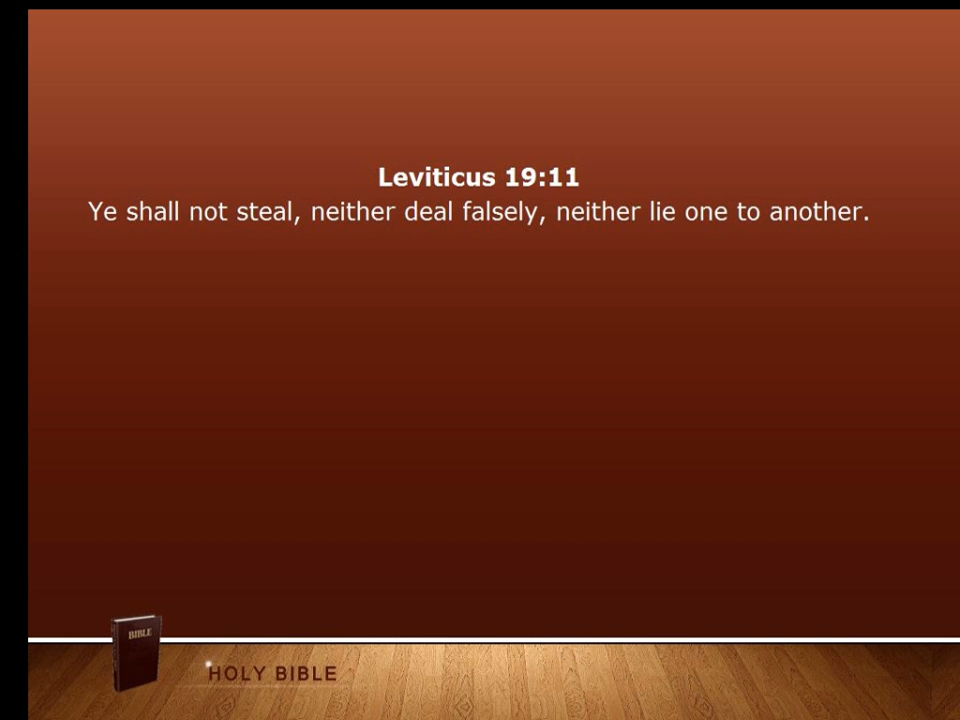 Leviticus 19:11
Ye shall not steal, neither deal falsely, neither lie one to another.
BIBLE
HOLY BIBLE